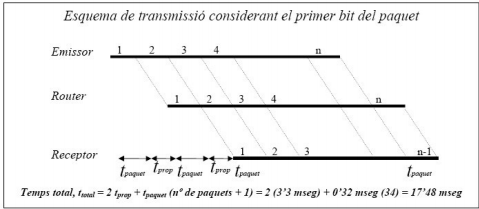 Esquema de transmissió considerant el primer bit del paquet
Emissor 1 2 3 4 n
Router 1 2 3 4 n
Receptor 1 2 3 n-1
tpaquet tprop tpaquet tprop tpaquet tpaquet
Temps total, ttotal = 2 tprop + tpaquet (nº de paquets + 1) = 2 (3'3 mseg) + 0'32 mseg (34) = 17'48 mseg